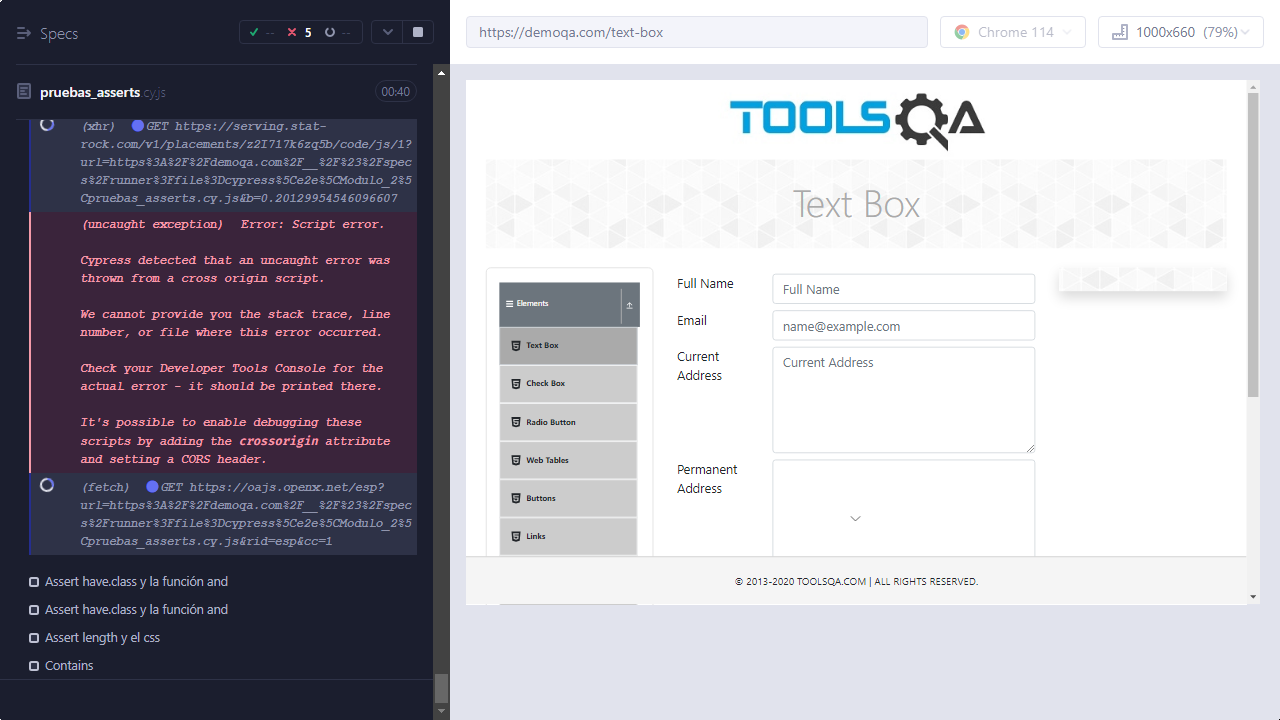 Specs
-- 5 --
https://demoqa.com/text-box
Chrome 114
1000x660 (79%)
pruebas_asserts.cy.js
00:40
(xhr) GET https://serving.stat-
rock.com/v1/placements/z2I717k6zq5b/code/js/1?
url=https%3A%2F%2Fdemoqa.com%2F__%2F%23%2Fspec
s%2Frunner%3Ffile%3Dcypress%5Ce2e%5CModulo_2%5
Cpruebas_asserts.cy.js&b=0.20129954546096607
(uncaught exception) Error: Script error.
Cypress detected that an uncaught error was
thrown from a cross origin script.
We cannot provide you the stack trace, line
number, or file where this error occurred.
Check your Developer Tools Console for the
actual error - it should be printed there.
It's possible to enable debugging these
scripts by adding the crossorigin attribute
and setting a CORS header.
(fetch) GET https://oajs.openx.net/esp?
url=https%3A%2F%2Fdemoqa.com%2F__%2F%23%2Fspec
s%2Frunner%3Ffile%3Dcypress%5Ce2e%5CModulo_2%5
Cpruebas_asserts.cy.js&rid=esp&cc=1
Assert have.class y la función and
Assert have.class y la función and
Assert length y el css
Contains
TOOLSQA
Text Box
Elements
Text Box
Check Box
Radio Button
Web Tables
Buttons
Links
Full Name
Full Name
Email
name@example.com
Current
Address
Current Address
Permanent
Address
© 2013-2020 TOOLSQA.COM | ALL RIGHTS RESERVED.